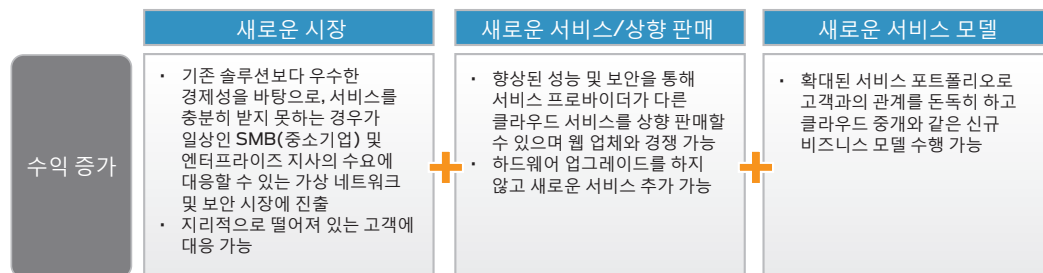 새로운 시장
새로운 서비스/상향 판매
새로운 서비스 모델
수익 증가
· 기존 솔루션보다 우수한
경제성을 바탕으로, 서비스를
충분히 받지 못하는 경우가
일상인 SMB(중소기업) 및
엔터프라이즈 지사의 수요에
대응할 수 있는 가상 네트워크
및 보안 시장에 진출
· 지리적으로 떨어져 있는 고객에
대응 가능
· 향상된 성능 및 보안을 통해
서비스 프로바이더가 다른
클라우드 서비스를 상향 판매할
수 있으며 웹 업체와 경쟁 가능
· 하드웨어 업그레이드를 하지
않고 새로운 서비스 추가 가능
· 확대된 서비스 포트폴리오로
고객과의 관계를 돈독히 하고
클라우드 중개와 같은 신규
비즈니스 모델 수행 가능